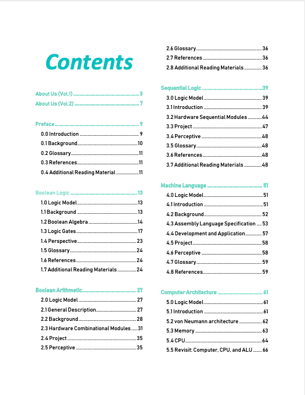 Contents
About Us (Vol.1) ........................................ 5
About Us (Vol.2) ........................................ 7
Preface ........................................ 9
0.0 Introduction ........................................ 9
0.1 Background ........................................ 10
0.2 Glossary ........................................ 11
0.3 References ........................................ 11
0.4 Additional Reading Material .............. 11
Boolean Logic ........................................ 13
1.0 Logic Model ........................................ 13
1.1 Background ........................................ 13
1.2 Boolean Algebra ........................................ 14
1.3 Logic Gates ........................................ 17
1.4 Perspective ........................................ 23
1.5 Glossary ........................................ 24
1.6 References ........................................ 24
1.7 Additional Reading Materials ............ 24
Boolean Arithmetic ........................................ 27
2.0 Logic Model ........................................ 27
2.1 General Description ........................................ 27
2.2 Background ........................................ 28
2.3 Hardware Combinational Modules ..... 31
2.4 Project ........................................ 35
2.5 Perceptive ........................................ 35
2.6 Glossary ........................................ 36
2.7 References ........................................ 36
2.8 Additional Reading Materials ............ 36
Sequential Logic ........................................ 39
3.0 Logic Model ........................................ 39
3.1 Introduction ........................................ 39
3.2 Hardware Sequential Modules .......... 44
3.3 Project ........................................ 47
3.4 Perceptive ........................................ 48
3.5 Glossary ........................................ 48
3.6 References ........................................ 48
3.7 Additional Reading Materials ............ 48
Machine Language ........................................ 51
4.0 Logic Model ........................................ 51
4.1 Introduction ........................................ 51
4.2 Background ........................................ 52
4.3 Assembly Language Specification .... 53
4.4 Development and Application ........... 57
4.5 Project ........................................ 58
4.6 Perceptive ........................................ 58
4.7 Glossary ........................................ 59
4.8 References ........................................ 59
Computer Architecture ........................................ 61
5.0 Logic Model ........................................ 61
5.1 Introduction ........................................ 61
5.2 von Neumann architecture ................ 62
5.3 Memory ........................................ 63
5.4 CPU ........................................ 64
5.5 Revisit: Computer, CPU, and ALU ...... 66